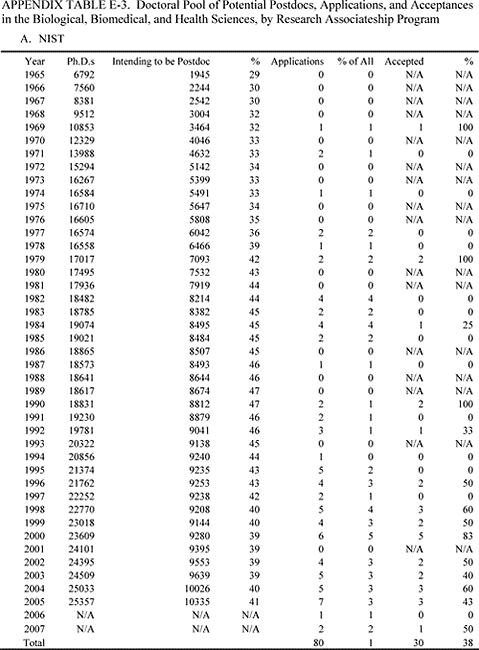 APPENDIX TABLE E-3. Doctoral Pool of Potential Postdocs, Applications, and Acceptances
in the Biological, Biomedical, and Health Sciences, by Research Associateship Program
A. NIST
Year Ph.D.s Intending to be Postdoc % Applications % of All Accepted %
1965 6792 1945 29 0 0 N/A N/A
1966 7560 2244 30 0 0 N/A N/A
1967 8381 2542 30 0 0 N/A N/A
1968 9512 3004 32 0 0 N/A N/A
1969 10853 3464 32 1 1 1 100
1970 12329 4046 33 0 0 N/A N/A
1971 13988 4632 33 2 1 0 0
1972 15294 5142 34 0 0 N/A N/A
1973 16267 5399 33 0 0 N/A N/A
1974 16584 5491 33 1 1 0 0
1975 16710 5647 34 0 0 N/A N/A
1976 16605 5808 35 0 0 N/A N/A
1977 16574 6042 36 2 2 0 0
1978 16558 6466 39 1 1 0 0
1979 17017 7093 42 2 2 2 100
1980 17495 7532 43 0 0 N/A N/A
1981 17936 7919 44 0 0 N/A N/A
1982 18482 8214 44 4 4 0 0
1983 18785 8382 45 2 2 0 0
1984 19074 8495 45 4 4 1 25
1985 19021 8484 45 2 2 0 0
1986 18865 8507 45 0 0 N/A N/A
1987 18573 8493 46 1 1 0 0
1988 18641 8644 46 0 0 N/A N/A
1989 18617 8674 47 0 0 N/A N/A
1990 18831 8812 47 2 1 2 100
1991 19230 8879 46 2 1 0 0
1992 19781 9041 46 3 1 1 33
1993 20322 9138 45 0 0 N/A N/A
1994 20856 9240 44 1 0 0 0
1995 21374 9235 43 5 2 0 0
1996 21762 9253 43 4 3 2 50
1997 22252 9238 42 2 1 0 0
1998 22770 9208 40 5 4 3 60
1999 23018 9144 40 4 3 2 50
2000 23609 9280 39 6 5 5 83
2001 24101 9395 39 0 0 N/A N/A
2002 24395 9553 39 4 3 2 50
2003 24509 9639 39 5 3 2 40
2004 25033 10026 40 5 3 3 60
2005 25357 10335 41 7 3 3 43
2006 N/A N/A N/A 1 1 0 0
2007 N/A N/A N/A 2 2 1 50
Total 80 1 30 38